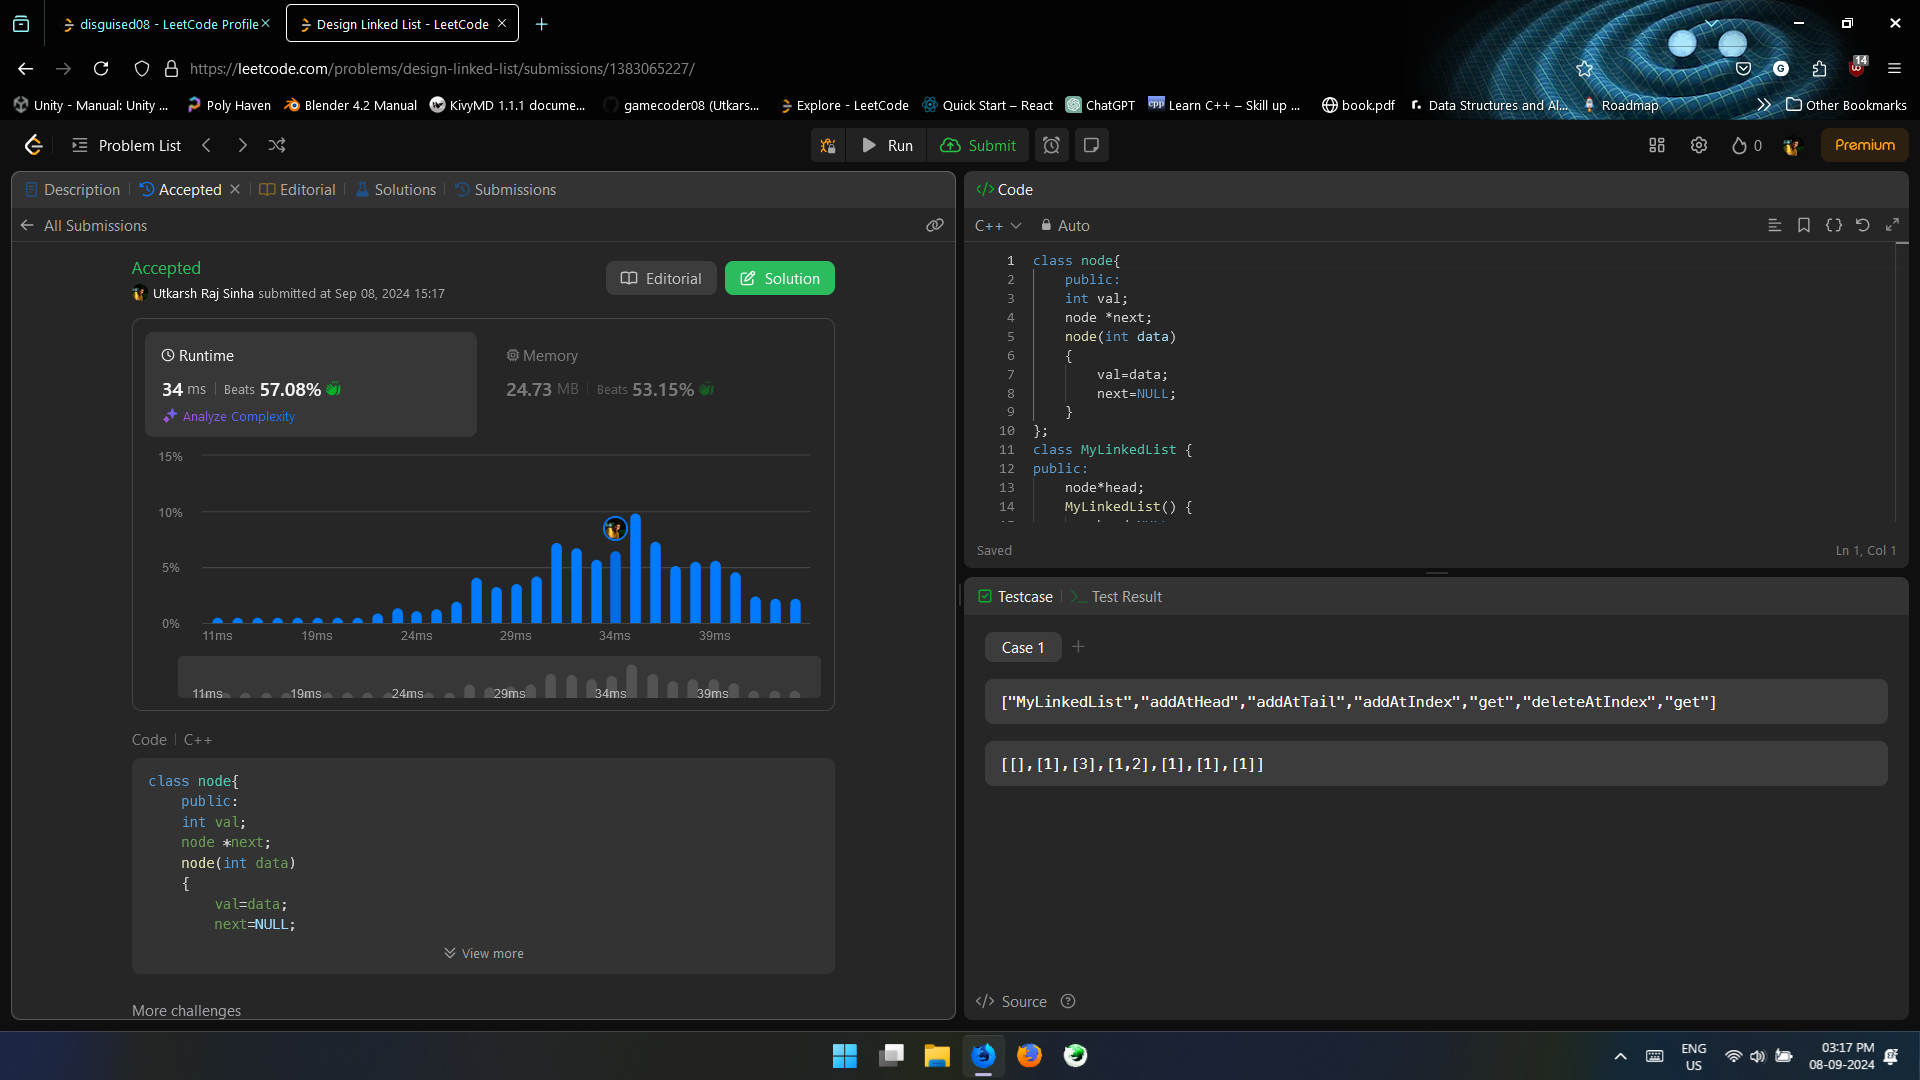 disguised08 - LeetCode Profile
Design Linked List - LeetCode
https://leetcode.com/problems/design-linked-list/submissions/1383065227/
14
Unity - Manual: Unity ...
Poly Haven
Blender 4.2 Manual
KivyMD 1.1.1 docume...
gamecoder08 (Utkars...
Explore - LeetCode
Quick Start – React
ChatGPT
Learn C++ – Skill up ...
book.pdf
Data Structures and Al...
Roadmap
Other Bookmarks
Problem List
Run
Submit
0
Premium
Description
Accepted
Editorial
Solutions
Submissions
All Submissions
Accepted
Utkarsh Raj Sinha submitted at Sep 08, 2024 15:17
Editorial
Solution
Runtime
34 ms
Beats 57.08%
Analyze Complexity
Memory
24.73 MB
Beats 53.15%
15%
10%
5%
0%
11ms 19ms 24ms 29ms 34ms 39ms
11ms 19ms 24ms 29ms 34ms 39ms
Code | C++
class node{
public:
int val;
node *next;
node(int data)
{
val=data;
next=NULL;
View more
More challenges
Code
C++
Auto
1 class node{
2 public:
3 int val;
4 node *next;
5 node(int data)
6 {
7 val=data;
8 next=NULL;
9 }
10 };
11 class MyLinkedList {
12 public:
13 node*head;
14 MyLinkedList() {
Saved
Ln 1, Col 1
Testcase
Test Result
Case 1
["MyLinkedList","addAtHead","addAtTail","addAtIndex","get","deleteAtIndex","get"]
[[],[1],[3],[1,2],[1],[1],[1]]
Source
ENG
US
03:17 PM
08-09-2024